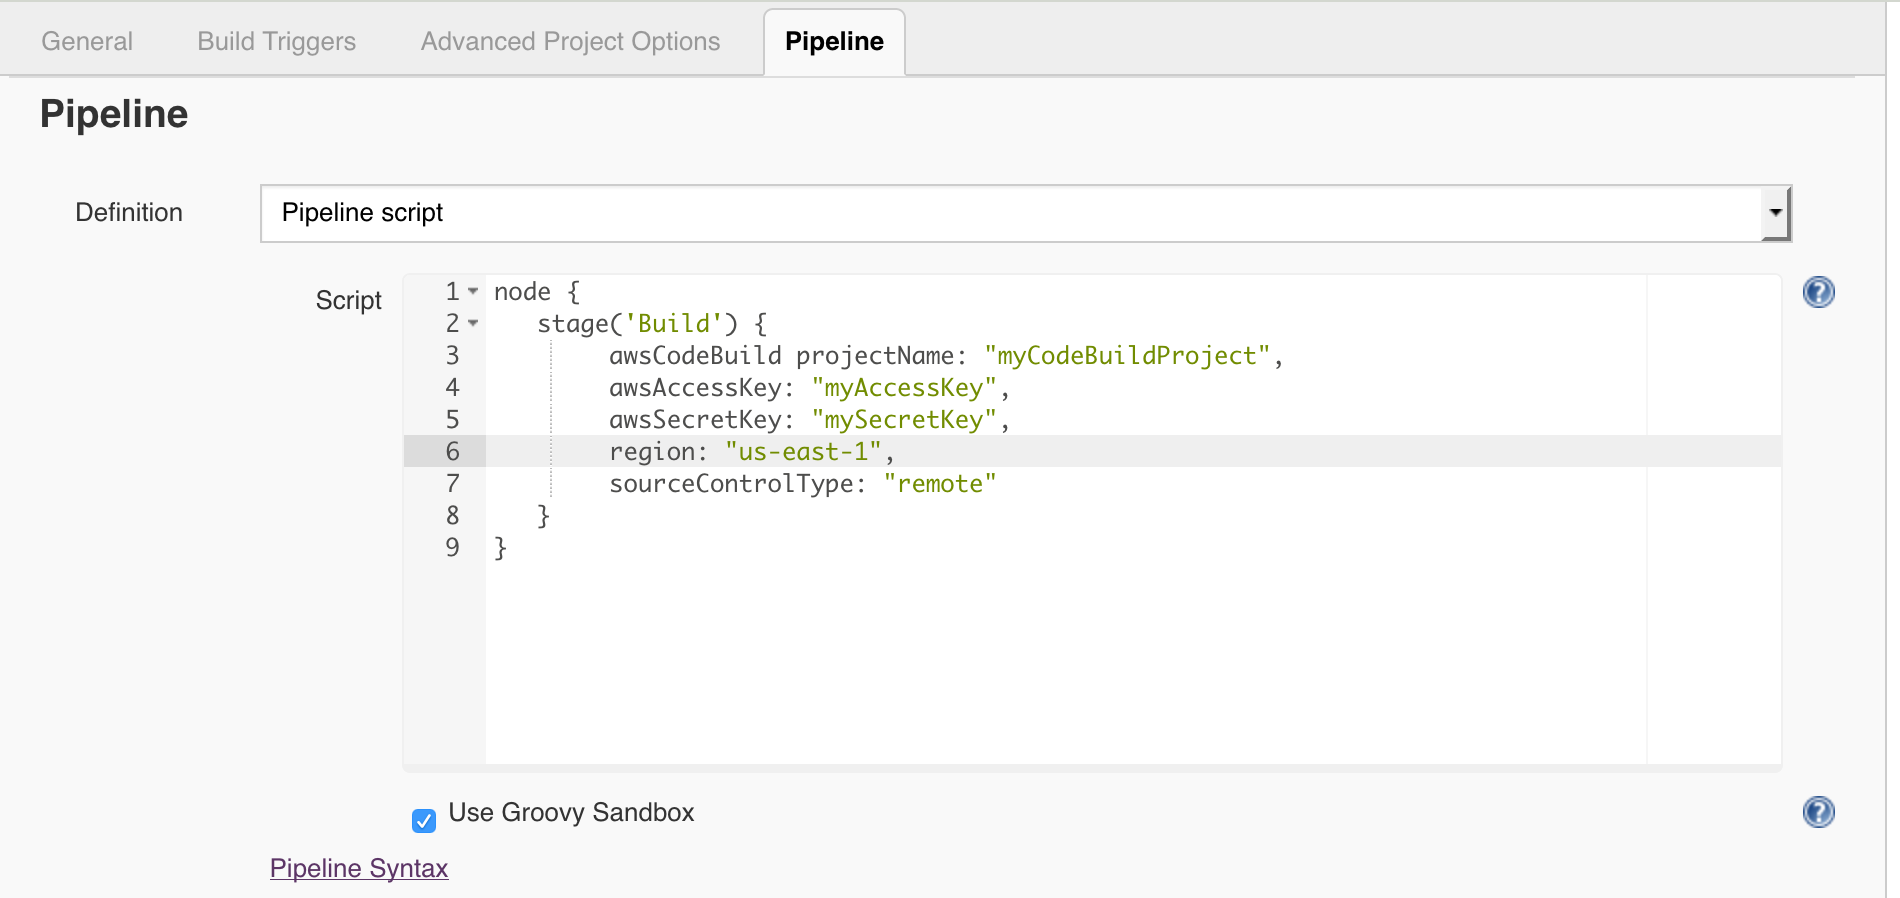 General Build Triggers Advanced Project Options Pipeline
Pipeline
Definition Pipeline script
Script
1 node {
2 stage('Build') {
3 awsCodeBuild projectName: "myCodeBuildProject",
4 awsAccessKey: "myAccessKey",
5 awsSecretKey: "mySecretKey",
6 region: "us-east-1",
7 sourceControlType: "remote"
8 }
9 }
?
Use Groovy Sandbox
?
Pipeline Syntax